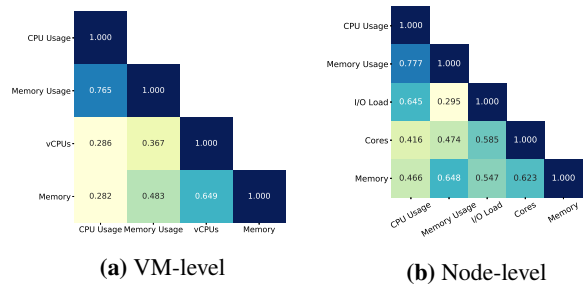 CPU Usage
1.000
Memory Usage
0.765
1.000
vCPUs
0.286
0.367
1.000
Memory
0.282
0.483
0.649
1.000
CPU Usage Memory Usage vCPUs Memory
(a) VM-level
CPU Usage
1.000
Memory Usage
0.777
1.000
I/O Load
0.645
0.295
1.000
Cores
0.416
0.474
0.585
1.000
Memory
0.466
0.648
0.547
0.623
1.000
CPU Usage
Memory Usage
I/O Load
Cores
Memory
(b) Node-level